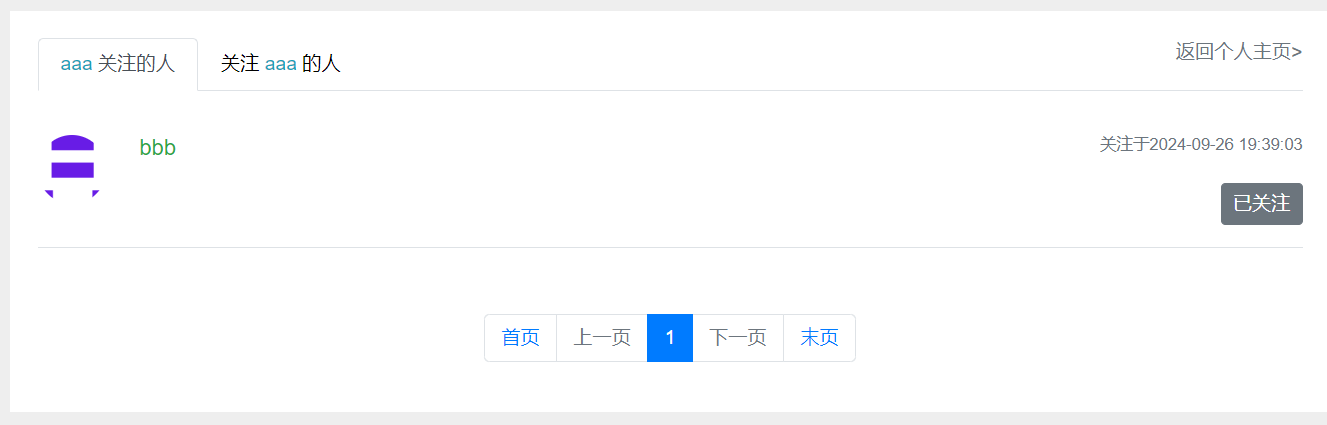 aaa 关注的人 关注 aaa 的人 返回个人主页>
bbb 关注于2024-09-26 19:39:03
已关注
首页 上一页 1 下一页 末页